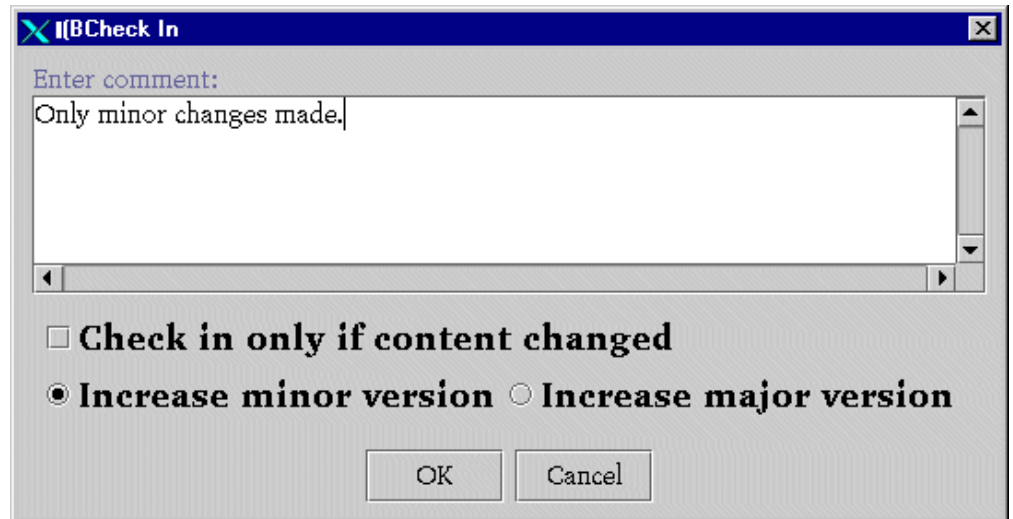 I(BCheck In
Enter comment:
Only minor changes made.
Check in only if content changed
Increase minor version Increase major version
OK Cancel